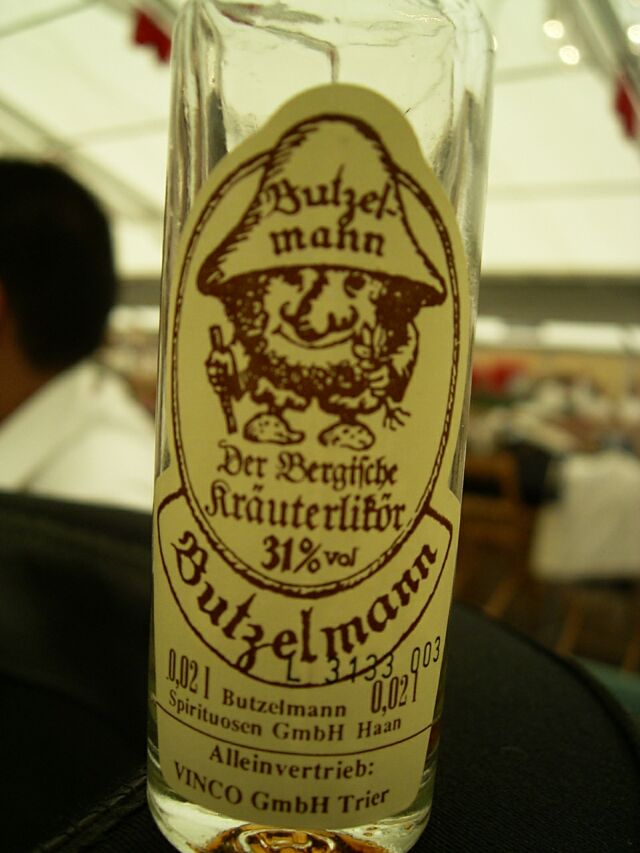 Butzel-
mann
Der Bergische
Kräuterlikör
31% vol
Butzelmann
L 3133 003
0,02 l Butzelmann 0,02 l
Spirituosen GmbH Haan
Alleinvertrieb:
VINCO GmbH Trier